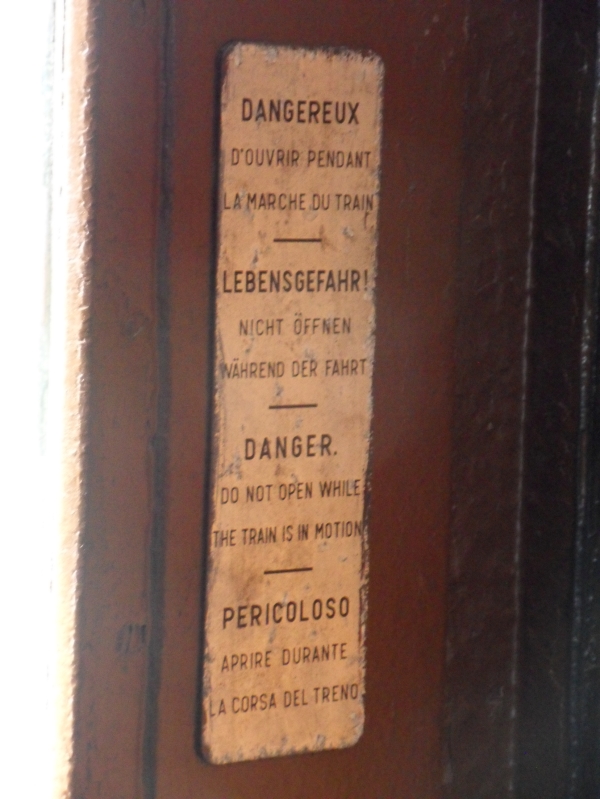 DANGEREUX
D'OUVRIR PENDANT
LA MARCHE DU TRAIN
LEBENSGEFAHR!
NICHT ÖFFNEN
WÄHREND DER FAHRT
DANGER.
DO NOT OPEN WHILE
THE TRAIN IS IN MOTION
PERICOLOSO
APRIRE DURANTE
LA CORSA DEL TRENO